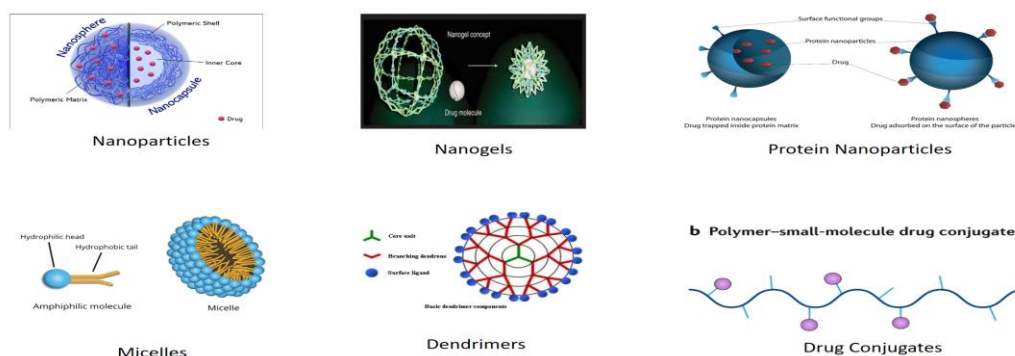 Nanosphere
Polymeric Shell
Inner Core
Polymeric Matrix
Nanocapsule
Drug
Nanoparticles
Nanogel concept
Drug molecule
Nanogels
Surface functional groups
Protein nanoparticles
Drug
Protein nanocapsules
Drug trapped inside protein matrix
Protein nanospheres
Drug adsorbed on the surface of the particle
Protein Nanoparticles
Hydrophilic head
Hydrophobic tail
Amphiphilic molecule
Micelle
Micelles
Core unit
Branching dendrons
Surface ligand
Basic dendrimer components
Dendrimers
b Polymer–small-molecule drug conjugate
Drug Conjugates